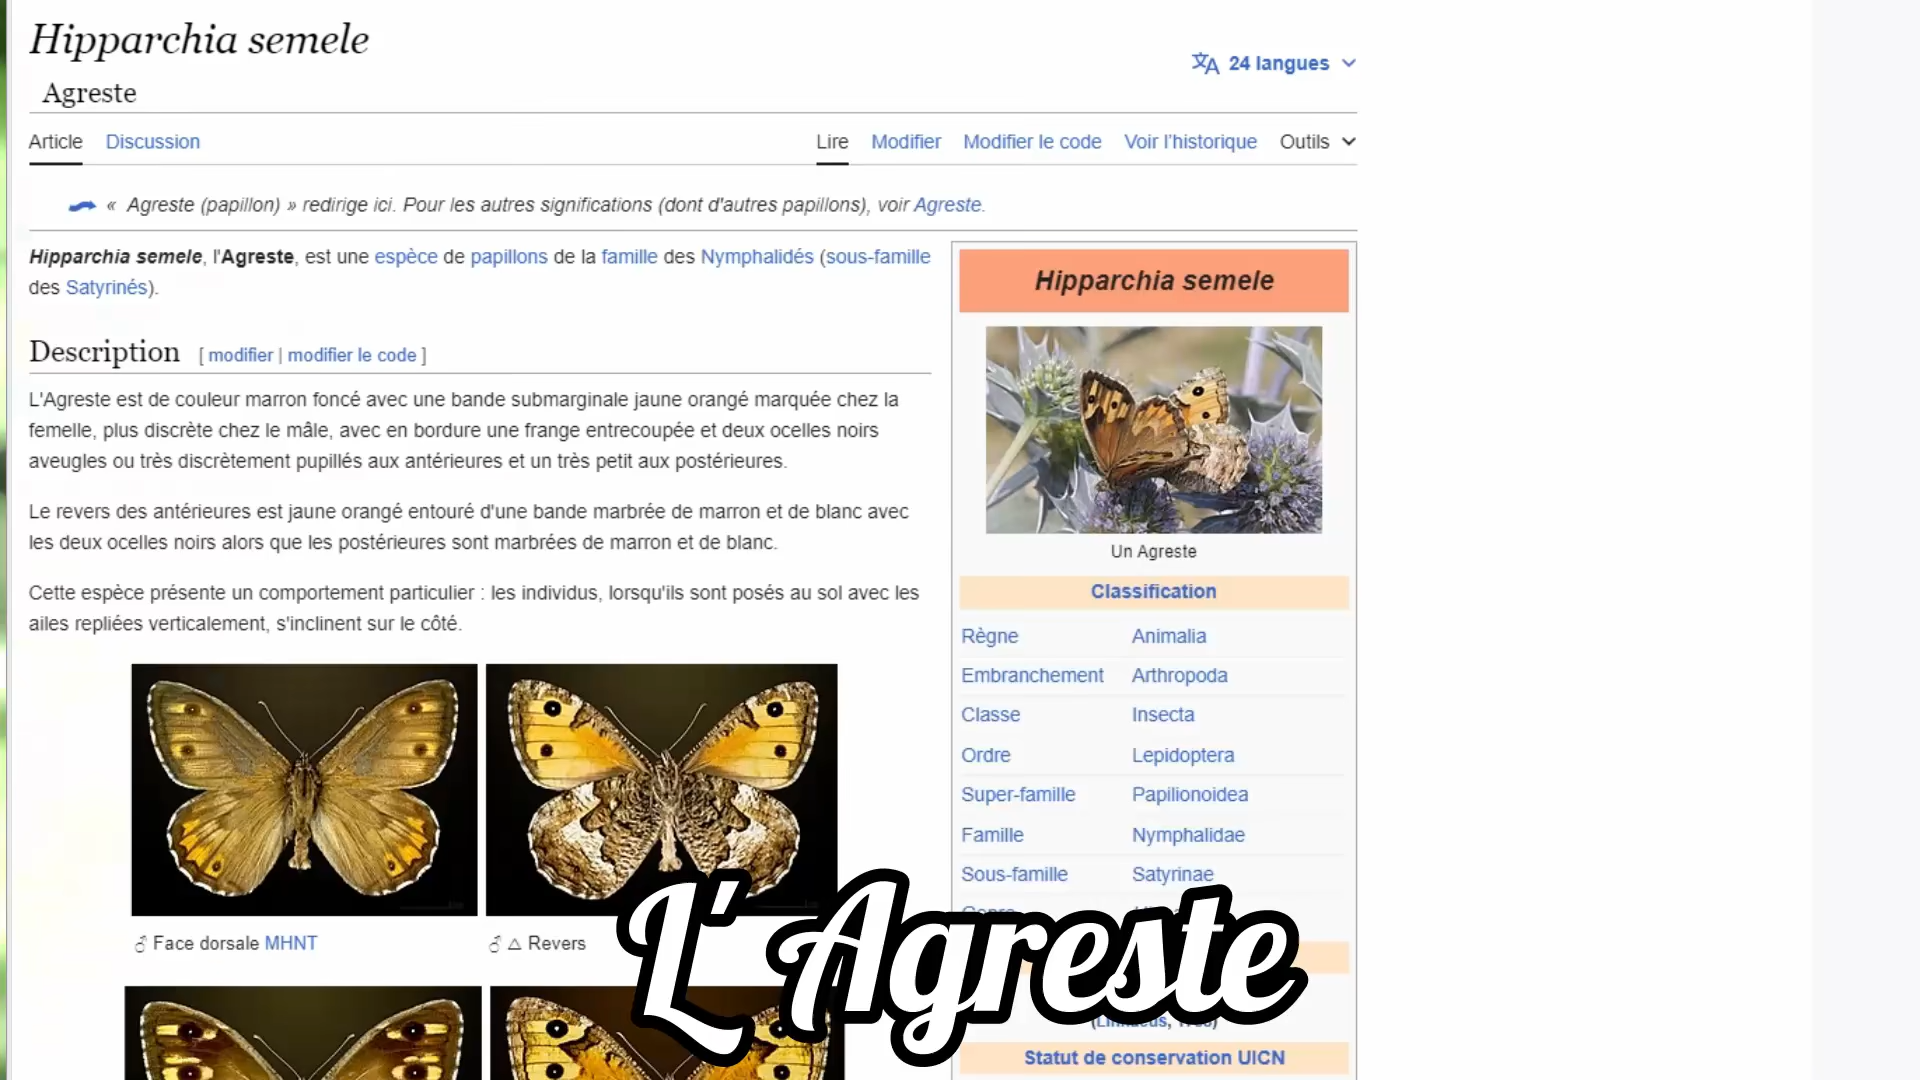 Hipparchia semele
24 langues
Agreste
Article Discussion Lire Modifier Modifier le code Voir l'historique Outils
« Agreste (papillon) » redirige ici. Pour les autres significations (dont d'autres papillons), voir Agreste.
Hipparchia semele, l'Agreste, est une espèce de papillons de la famille des Nymphalidés (sous-famille
des Satyrinés).
Description [ modifier | modifier le code ]
L'Agreste est de couleur marron foncé avec une bande submarginale jaune orangé marquée chez la
femelle, plus discrète chez le mâle, avec en bordure une frange entrecoupée et deux ocelles noirs
aveugles ou très discrètement pupillés aux antérieures et un très petit aux postérieures.
Le revers des antérieures est jaune orangé entouré d'une bande marbrée de marron et de blanc avec
les deux ocelles noirs alors que les postérieures sont marbrées de marron et de blanc.
Cette espèce présente un comportement particulier : les individus, lorsqu'ils sont posés au sol avec les
ailes repliées verticalement, s'inclinent sur le côté.
♂ Face dorsale MHNT
♂ △ Revers
Hipparchia semele
Un Agreste
Classification
Règne Animalia
Embranchement Arthropoda
Classe Insecta
Ordre Lepidoptera
Super-famille Papilionoidea
Famille Nymphalidae
Sous-famille Satyrinae
L'Agreste
Statut de conservation UICN